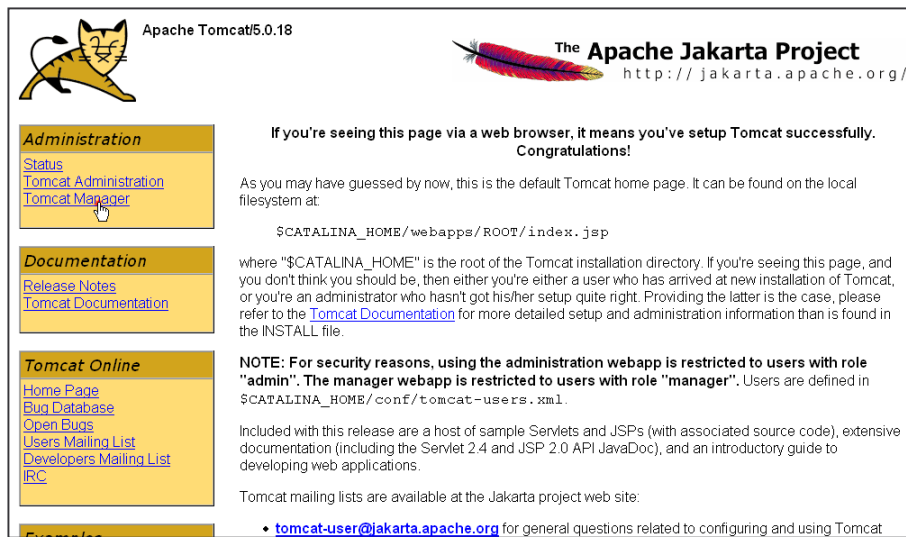 Apache Tomcat/5.0.18
The Apache Jakarta Project
http://jakarta.apache.org/
Administration
Status
Tomcat Administration
Tomcat Manager
Documentation
Release Notes
Tomcat Documentation
Tomcat Online
Home Page
Bug Database
Open Bugs
Users Mailing List
Developers Mailing List
IRC
Examples
If you're seeing this page via a web browser, it means you've setup Tomcat successfully.
Congratulations!
As you may have guessed by now, this is the default Tomcat home page. It can be found on the local
filesystem at:
$CATALINA_HOME/webapps/ROOT/index.jsp
where "$CATALINA_HOME" is the root of the Tomcat installation directory. If you're seeing this page, and
you don't think you should be, then either you're either a user who has arrived at new installation of Tomcat,
or you're an administrator who hasn't got his/her setup quite right. Providing the latter is the case, please
refer to the Tomcat Documentation for more detailed setup and administration information than is found in
the INSTALL file.
NOTE: For security reasons, using the administration webapp is restricted to users with role
"admin". The manager webapp is restricted to users with role "manager". Users are defined in
$CATALINA_HOME/conf/tomcat-users.xml.
Included with this release are a host of sample Servlets and JSPs (with associated source code), extensive
documentation (including the Servlet 2.4 and JSP 2.0 API JavaDoc), and an introductory guide to
developing web applications.
Tomcat mailing lists are available at the Jakarta project web site:
• tomcat-user@jakarta.apache.org for general questions related to configuring and using Tomcat